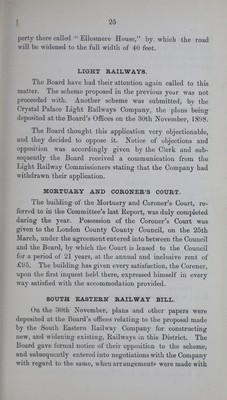 25
perty there called "Ellesmere House," by. which the road
will be widened to the full width of 40 feet.
LIGHT RAILWAYS.
The Board have had their attention again called to this
matter. The scheme proposed in the previous year was not
proceeded with. Another scheme was submitted, by the
Crystal Palace Light Railways Company, the plans being
deposited at the Board's Offices on the 30th November, 1898.
The Board thought this application very objectionable,
and they decided to oppose it. Notice of objections and
opposition was accordingly given by the Clerk and sub-
sequently the Board received a communication from the
Light Railway Commissioners stating that the Company had
withdrawn their application.
MORTUARY AND CORONER'S COURT.
The building of the Mortuary and Coroner's Court, re-
ferred to in the Committee's last Report, was duly completed
during the year. Possession of the Coroner's Court was
given to the London County County Council, on the 25th
March, under the agreement entered into between the Council
and the Board, by which the Court is leased to the Council
for a period of 21 years, at the annual and inclusive rent of
£95. The building has given every satisfaction, the Coroner,
upon the first inquest held there, expressed himself in every
way satisfied with the accommodation provided.
SOUTH EASTERN RAILWAY BILL.
On the 30th November, plans and other papers were
deposited at the Board's offices relating to the proposal made
by the South Eastern Railway Company for constructing
new, and widening existing, Railways in this District. The
Board gave formal notice of their opposition to the scheme,
and subsequently entered into negotiations with the Company
with regard to the same, when arrangements were made with